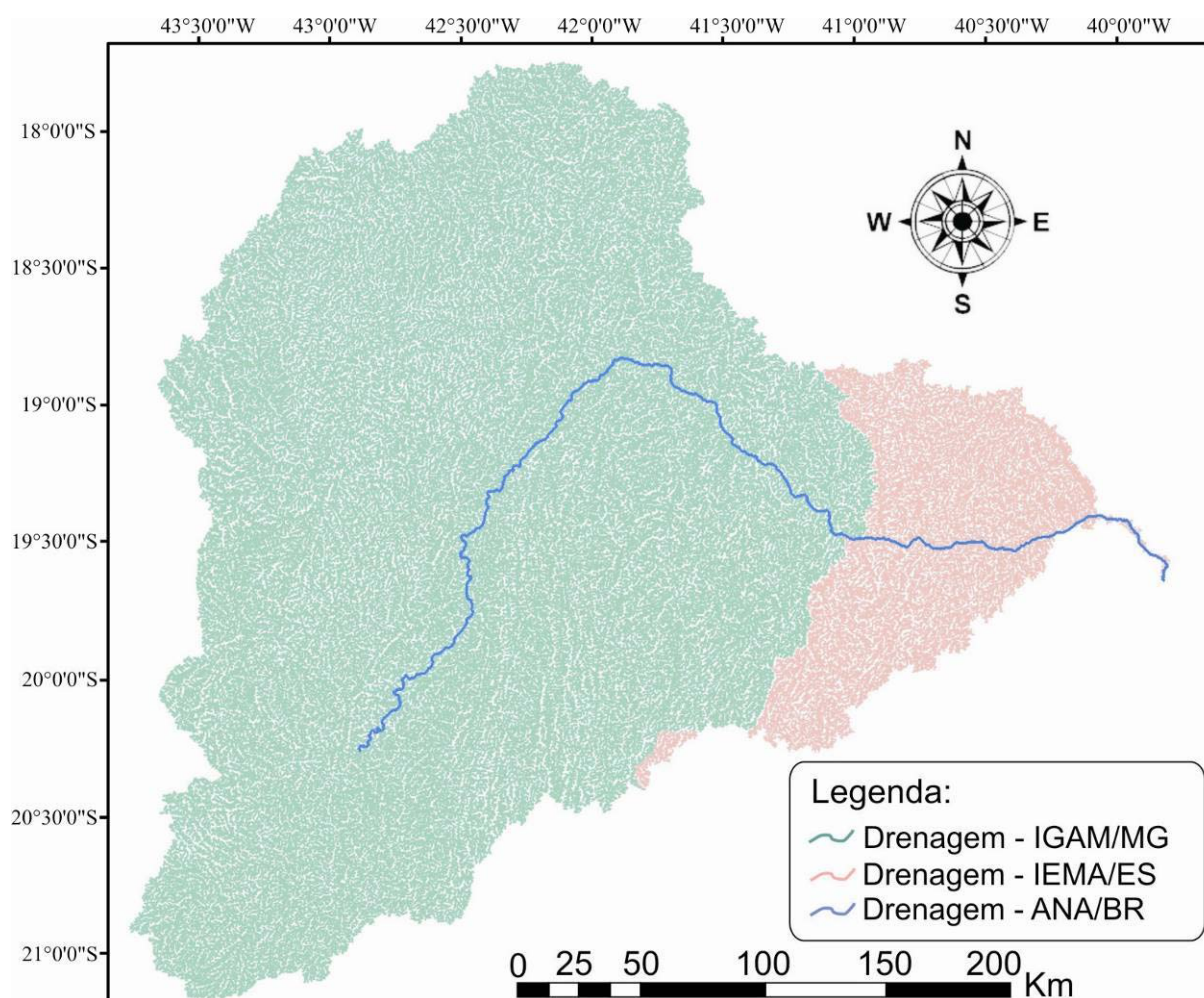 43°30'0"W 43°0'0"W 42°30'0"W 42°0'0"W 41°30'0"W 41°0'0"W 40°30'0"W 40°0'0"W
18°0'0"S
N
W E
S
18°30'0"S
19°0'0"S
19°30'0"S
20°0'0"S
20°30'0"S
21°0'0"S
Legenda:
Drenagem - IGAM/MG
Drenagem - IEMA/ES
Drenagem - ANA/BR
0 25 50 100 150 200 Km